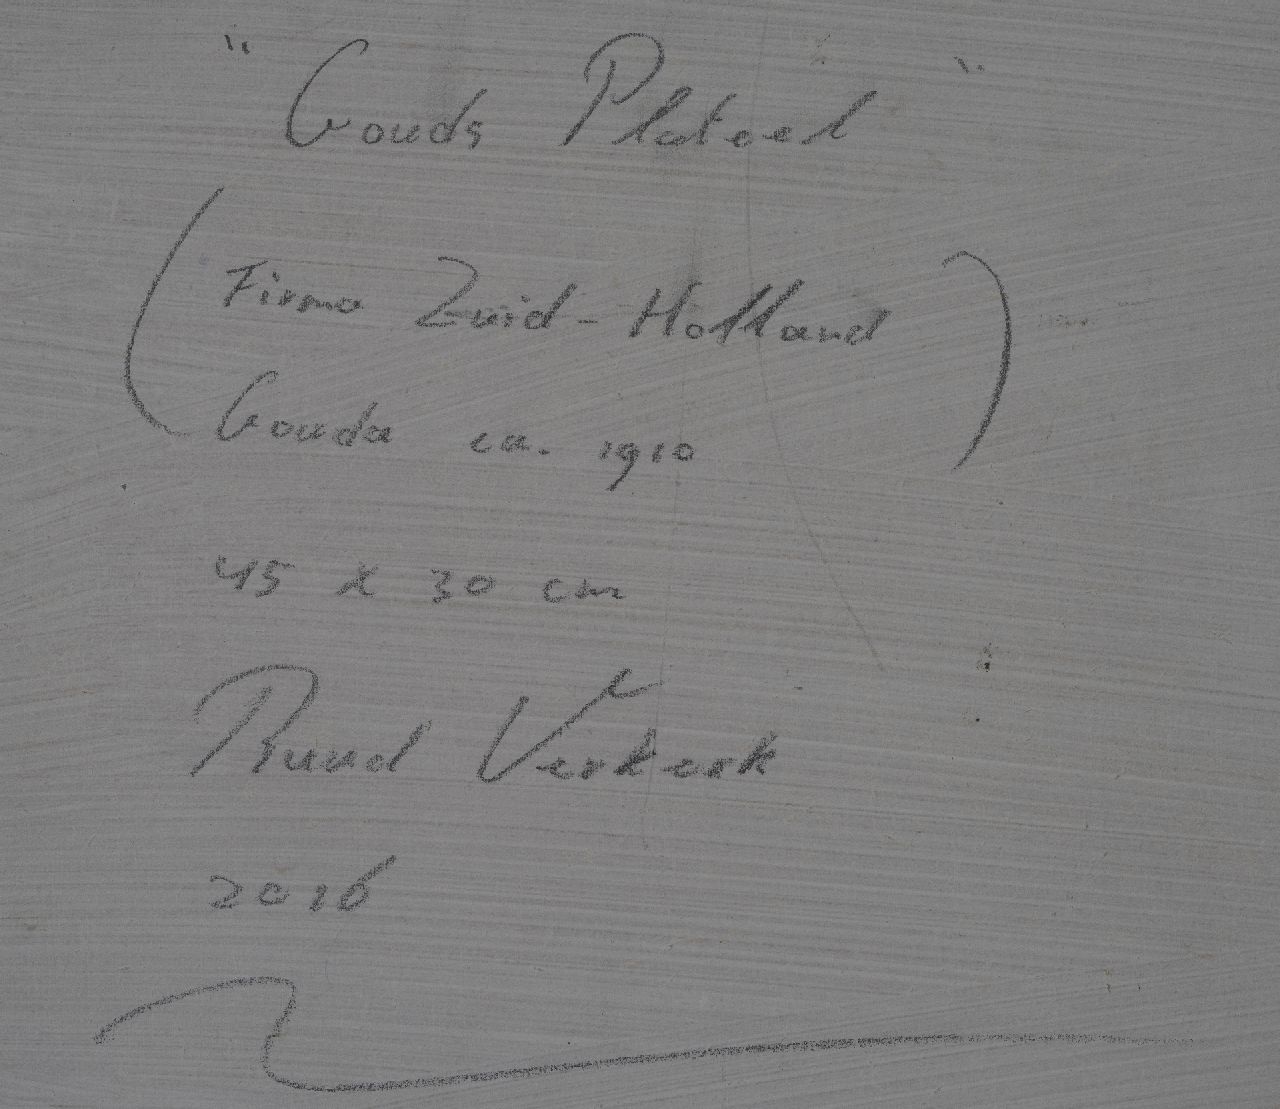 "Gouds Plateel"
(Firma Zuid-Holland
Gouda ca. 1910)
45 x 30 cm
Ruud Verkerk
2016